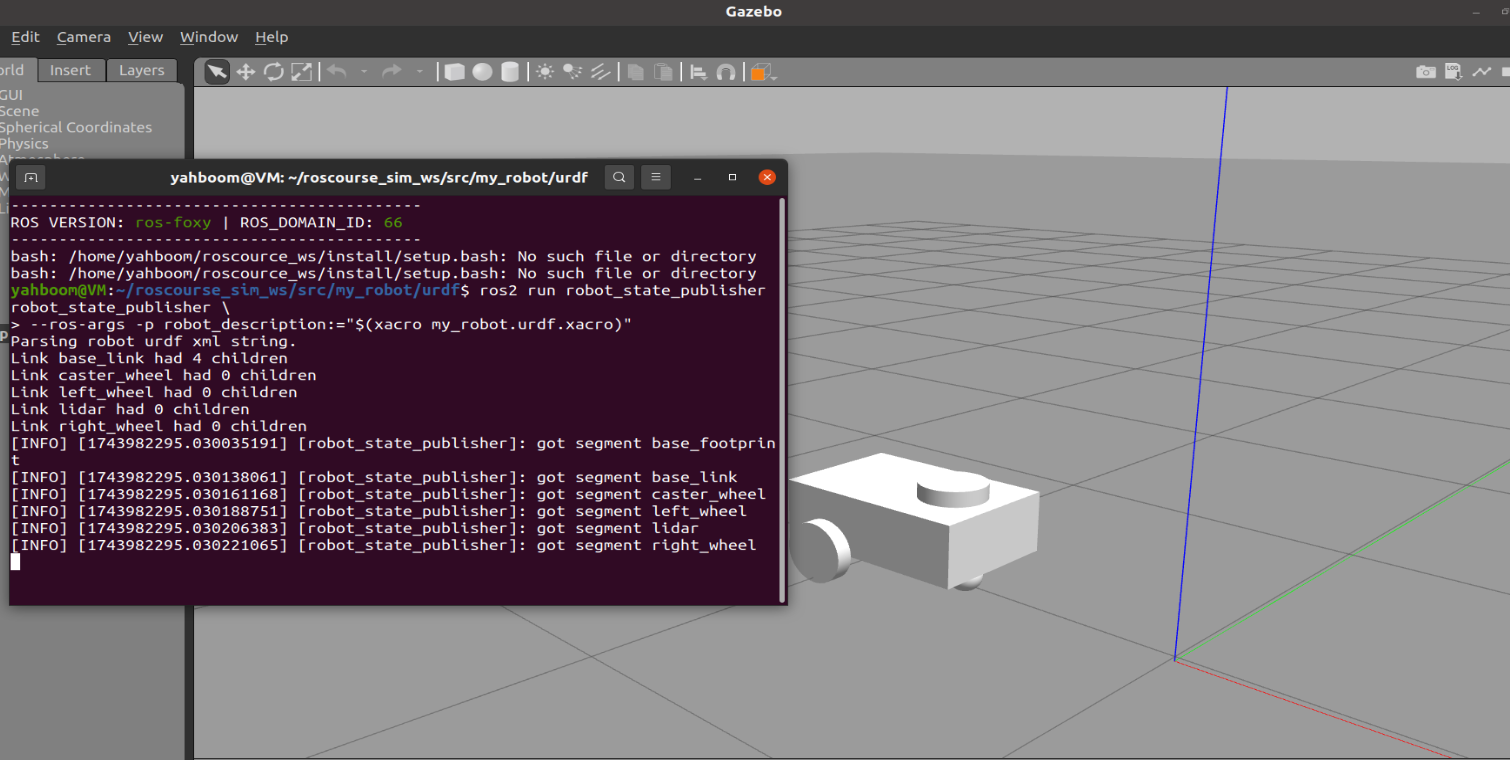 Gazebo
Edit Camera View Window Help
Insert Layers
GUI
Scene
Spherical Coordinates
Physics
LOG
yahboom@VM: ~/roscourse_sim_ws/src/my_robot/urdf
-------------------------------------------
ROS VERSION: ros-foxy | ROS_DOMAIN_ID: 66
-------------------------------------------
bash: /home/yahboom/roscource_ws/install/setup.bash: No such file or directory
bash: /home/yahboom/roscource_ws/install/setup.bash: No such file or directory
yahboom@VM:~/roscourse_sim_ws/src/my_robot/urdf$ ros2 run robot_state_publisher
robot_state_publisher \
> --ros-args -p robot_description:="$(xacro my_robot.urdf.xacro)"
Parsing robot urdf xml string.
Link base_link had 4 children
Link caster_wheel had 0 children
Link left_wheel had 0 children
Link lidar had 0 children
Link right_wheel had 0 children
[INFO] [1743982295.030035191] [robot_state_publisher]: got segment base_footprin
t
[INFO] [1743982295.030138061] [robot_state_publisher]: got segment base_link
[INFO] [1743982295.030161168] [robot_state_publisher]: got segment caster_wheel
[INFO] [1743982295.030188751] [robot_state_publisher]: got segment left_wheel
[INFO] [1743982295.030206383] [robot_state_publisher]: got segment lidar
[INFO] [1743982295.030221065] [robot_state_publisher]: got segment right_wheel